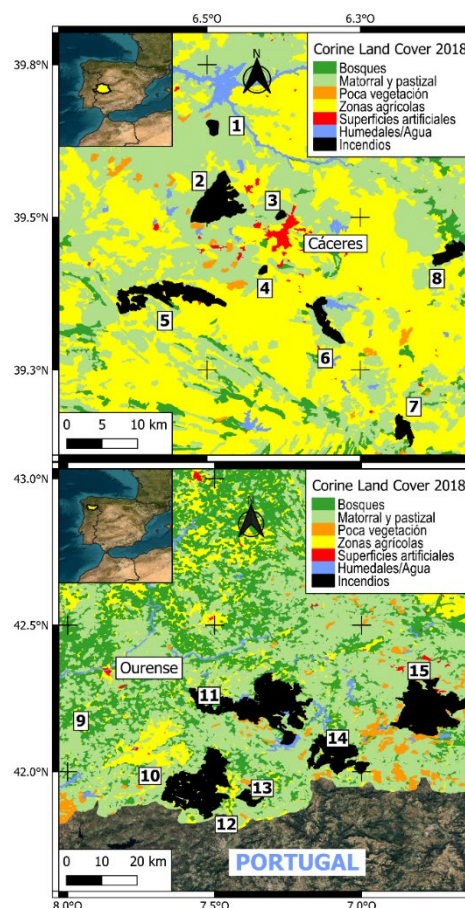 6.5°O 6.3°O
39.8°N
39.5°N
39.3°N
N
Corine Land Cover 2018
Bosques
Matorral y pastizal
Poca vegetación
Zonas agrícolas
Superficies artificiales
Humedales/Agua
Incendios
1
2
3
Cáceres
8
4
5
6
7
0 5 10 km
43.0°N
42.5°N
42.0°N
Corine Land Cover 2018
Bosques
Matorral y pastizal
Poca vegetación
Zonas agrícolas
Superficies artificiales
Humedales/Agua
Incendios
Ourense
15
11
9
14
10
13
12
0 10 20 km
PORTUGAL
8.0°O 7.5°O 7.0°O